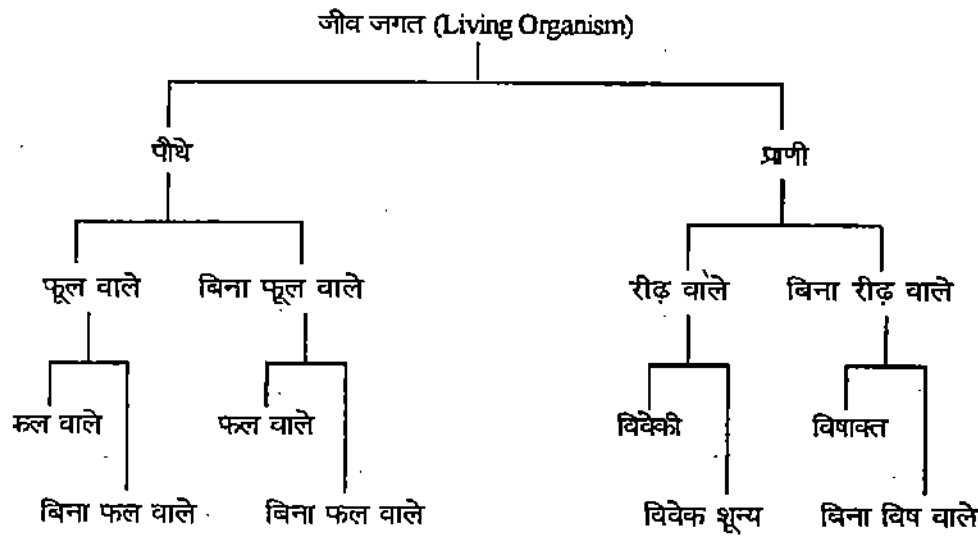 जीव जगत (Living Organism)
पौधे
प्राणी
फूल वाले
बिना फूल वाले
रीढ़ वाले
बिना रीढ़ वाले
फल वाले
फल वाले
विवेकी
विषाक्त
बिना फल वाले
बिना फल वाले
विवेक शून्य
बिना विष वाले